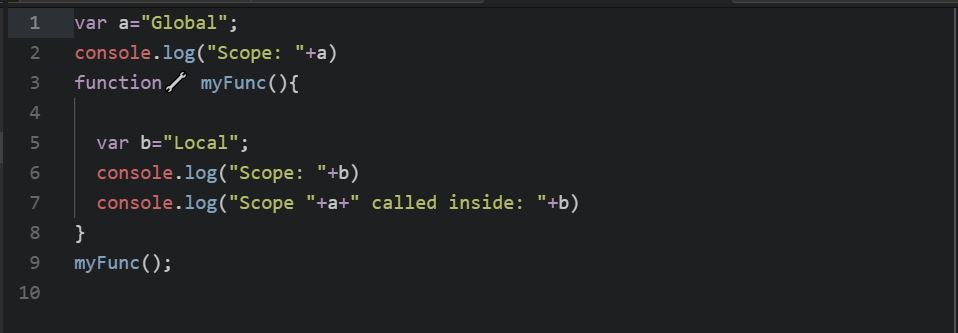 1 var a="Global";
2 console.log("Scope: "+a)
3 function myFunc(){
4
5 var b="Local";
6 console.log("Scope: "+b)
7 console.log("Scope "+a+" called inside: "+b)
8 }
9 myFunc();
10